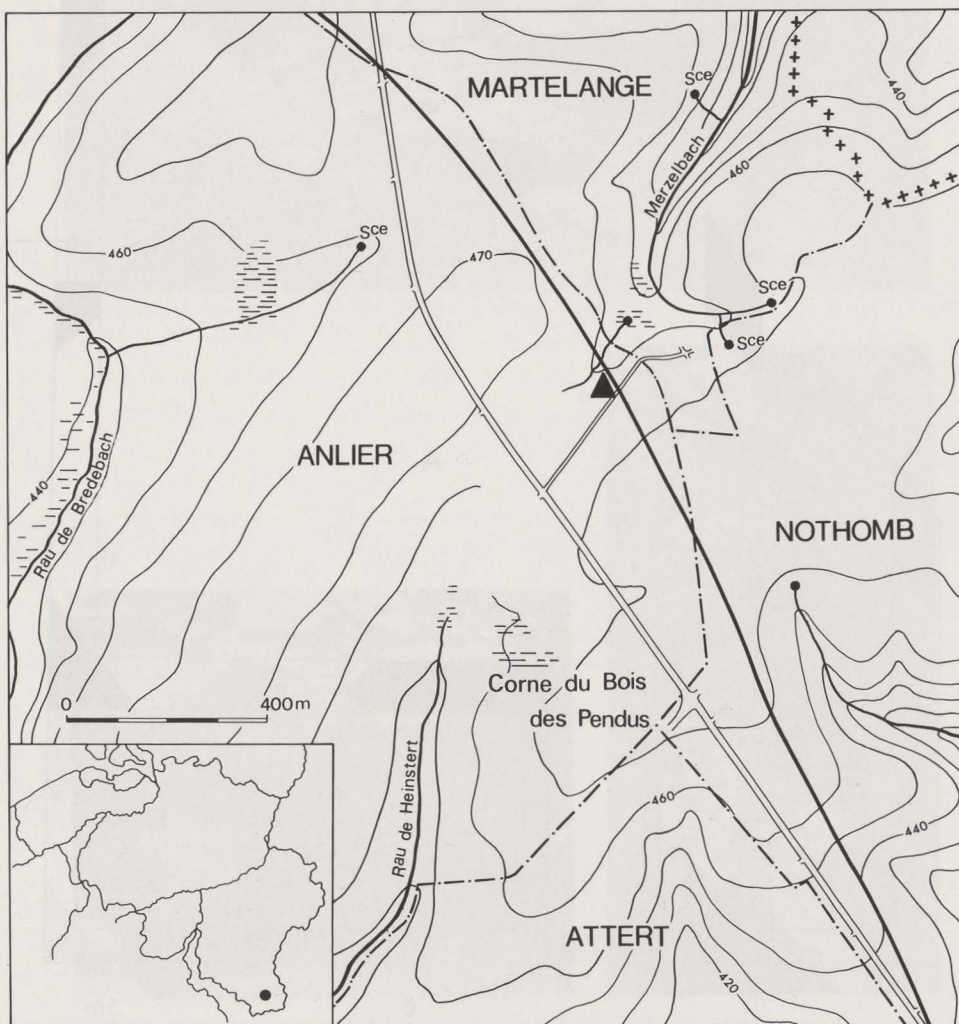 MARTELANGE
Sce
440
Merzelbach
460
Sce
460
470
Sce
Sce
ANLIER
440
Rau de Bredebach
NOTHOMB
Corne du Bois
des Pendus
0 400m
Rau de Heinstert
460
440
ATTERT
420